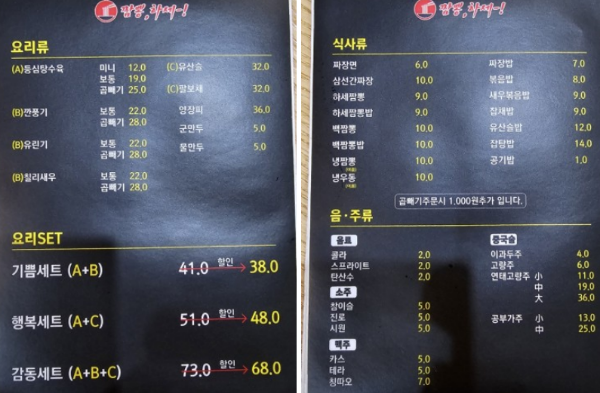 짬뽕, 하세~!
요리류
(A)등심탕수육 미니 12,0 (C)유산슬 32,0
보통 19,0
곱빼기 25,0 (C)팔보채 32,0
(B)깐풍기 보통 22,0 양장피 36,0
곱빼기 28,0 군만두 5,0
(B)유린기 보통 22,0 물만두 5,0
곱빼기 28,0
(B)칠리새우 보통 22,0
곱빼기 28,0
요리SET
기쁨세트 (A+B) 41.0 할인 38.0
행복세트 (A+C) 51.0 할인 48.0
감동세트 (A+B+C) 73.0 할인 68.0
짬뽕, 하세~!
식사류
짜장면 6,0 짜장밥 7,0
삼선간짜장 10,0 볶음밥 8,0
하세짬뽕 9,0 새우볶음밥 9,0
하세짬뽕밥 9,0 잡채밥 9,0
백짬뽕 10,0 유산슬밥 12,0
백짬뽕밥 10,0 잡탕밥 14,0
냉짬뽕 10,0 공기밥 1,0
냉우동 10,0
곱빼기주문시 1,000원추가 입니다.
음·주류
음료 중국술
콜라 2,0 이과두주 4,0
스프라이트 2,0 고량주 6,0
탄산수 2,0 연태고량주 小 11,0
소주 中 19,0
참이슬 5,0 大 36,0
진로 5,0 공부가주 小 13,0
시원 5,0 中 25,0
맥주
카스 5,0
테라 5,0
칭따오 7,0